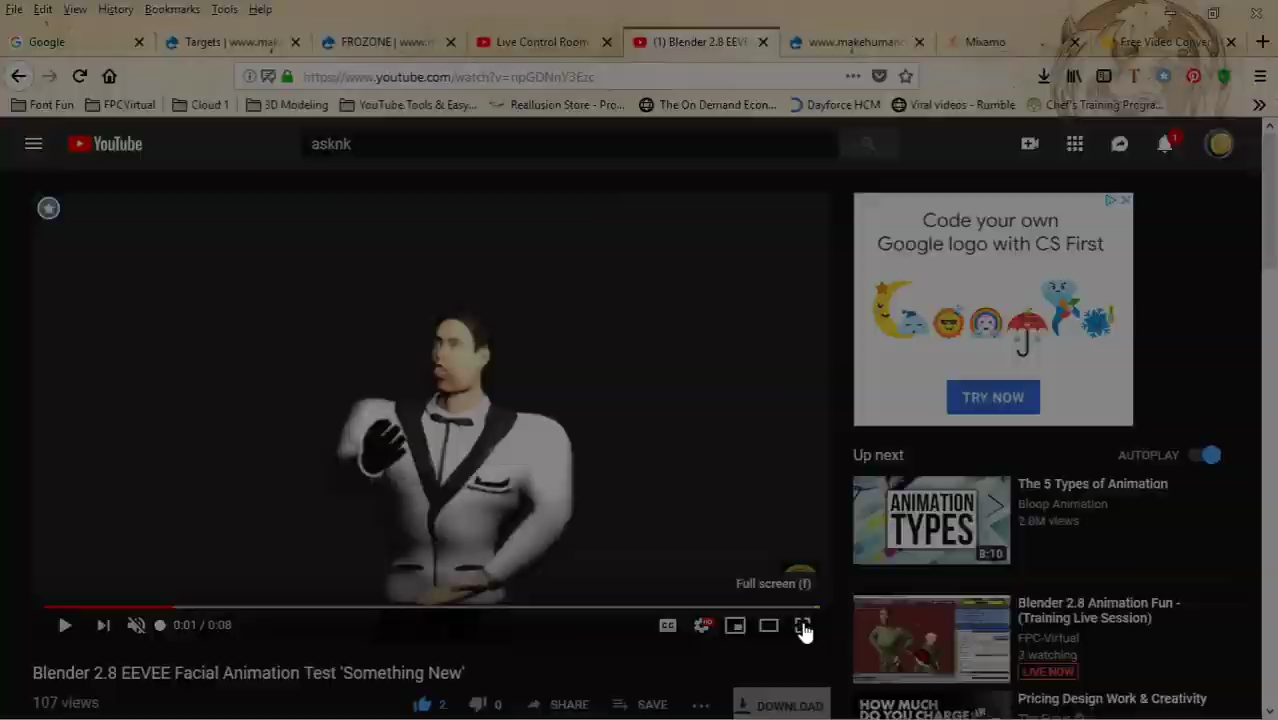 File Edit View History Bookmarks Tools Help
Google Targets | www.mak FROZONE | www.m Live Control Room (1) Blender 2.8 EEVE www.makehuman Mixamo Free Video Conver
https://www.youtube.com/watch?v=npGDNnV3Ezc
Font Fun FPCVirtual Cloud 1 3D Modeling YouTube Tools & Easy... Reallusion Store - Pro... The On Demand Econ... Dayforce HCM Viral videos - Rumble Chef's Training Progra...
YouTube
asknk
1
Code your own
Google logo with CS First
TRY NOW
Up next
AUTOPLAY
ANIMATION
TYPES
8:10
The 5 Types of Animation
Bloop Animation
2.8M views
Full screen (f)
0:01 / 0:08
CC
HD
Blender 2.8 Animation Fun -
(Training Live Session)
FPC-Virtual
3 watching
LIVE NOW
Blender 2.8 EEVEE Facial Animation Test 'Something New'
107 views
2 0 SHARE SAVE DOWNLOAD
HOW MUCH
DO YOU CHARGE
Pricing Design Work & Creativity